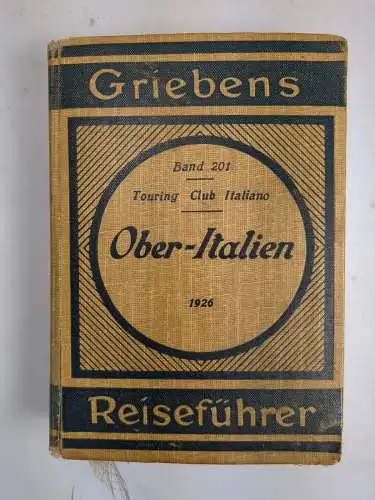 Griebens
Band 201
Touring Club Italiano
Ober-Italien
1926
Reiseführer